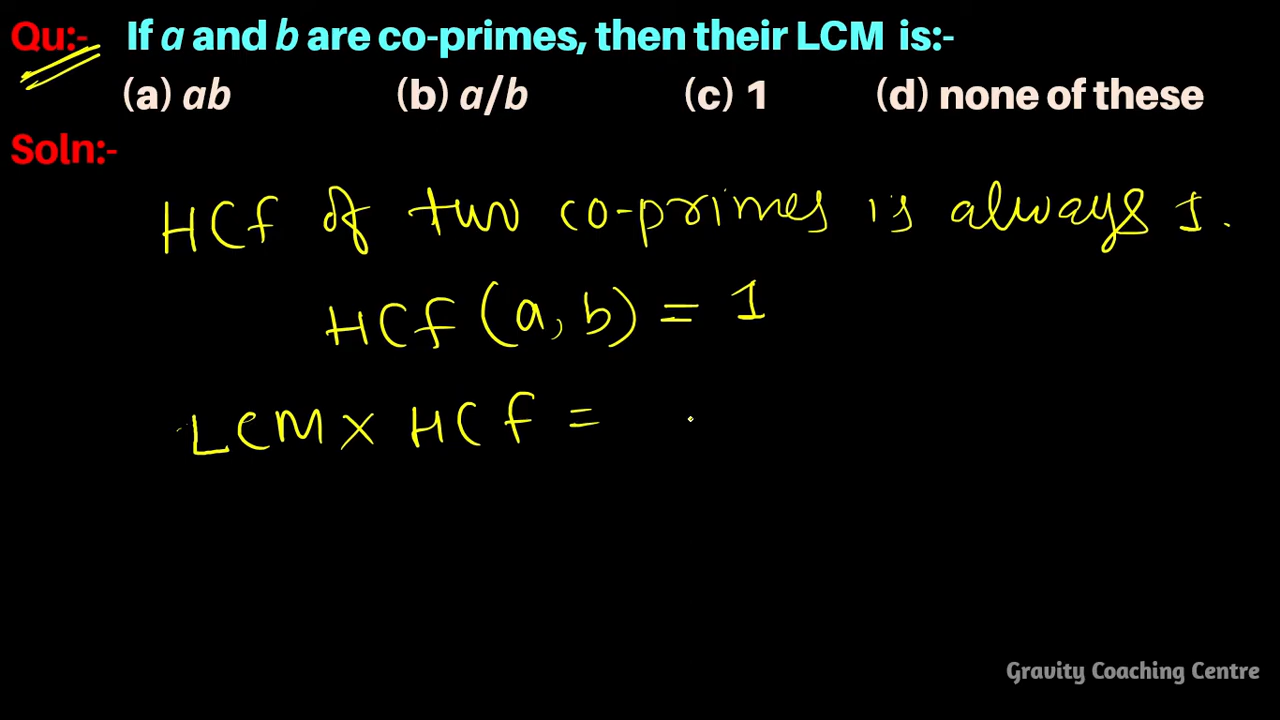 Qu:- If a and b are co-primes, then their LCM is:-
(a) ab (b) a/b (c) 1 (d) none of these
Soln:-
HCF of two co-primes is always 1.
HCF (a, b) = 1
LCM × HCF =
Gravity Coaching Centre